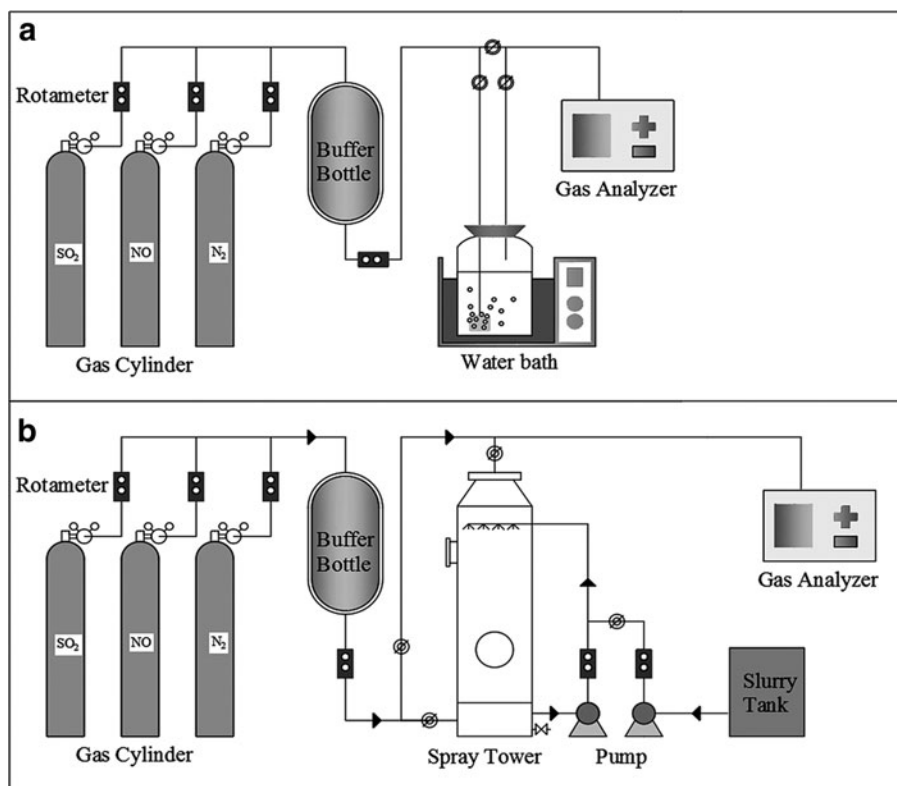 a
Rotameter
SO2
NO
N2
Gas Cylinder
Buffer
Bottle
Gas Analyzer
Water bath
b
Rotameter
SO2
NO
N2
Gas Cylinder
Buffer
Bottle
Spray Tower
Pump
Slurry
Tank
Gas Analyzer